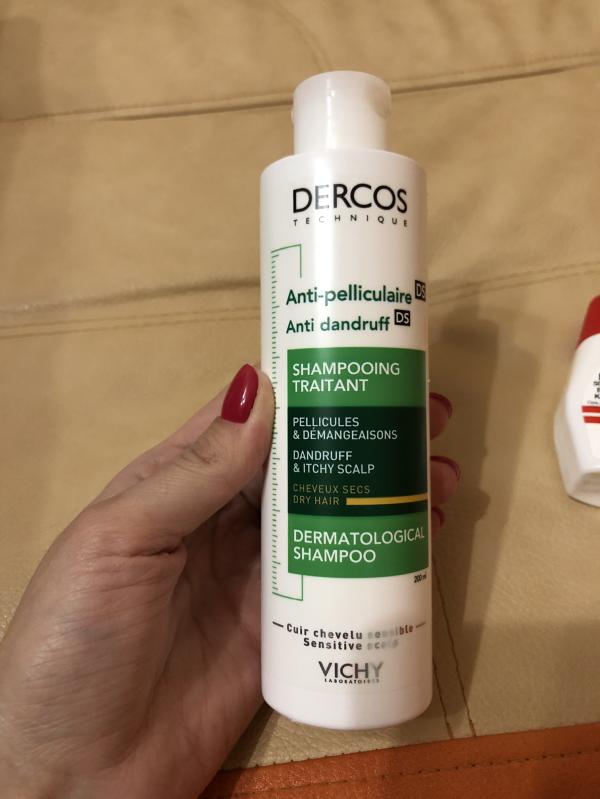 DERCOS
TECHNIQUE
Anti-pelliculaire DS
Anti dandruff DS
SHAMPOOING
TRAITANT
PELLICULES
& DÉMANGEAISONS
DANDRUFF
& ITCHY SCALP
CHEVEUX SECS
DRY HAIR
DERMATOLOGICAL
SHAMPOO
200 ml
Cuir chevelu sensible
Sensitive scalp
VICHY
LABORATOIRES